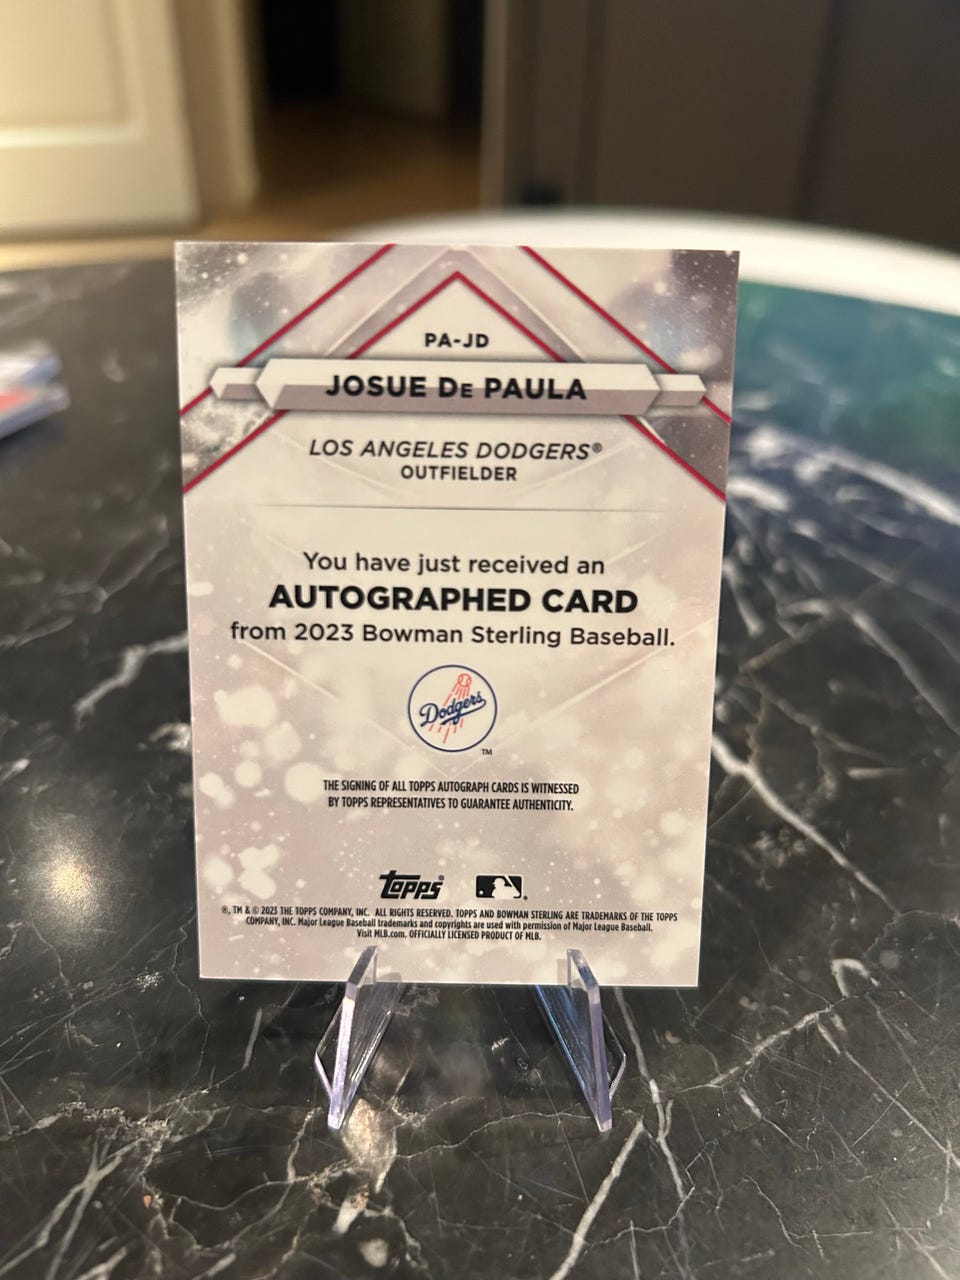 PA-JD
JOSUE De PAULA
LOS ANGELES DODGERS®
OUTFIELDER
You have just received an
AUTOGRAPHED CARD
from 2023 Bowman Sterling Baseball.
Dodgers
TM
THE SIGNING OF ALL TOPPS AUTOGRAPH CARDS IS WITNESSED
BY TOPPS REPRESENTATIVES TO GUARANTEE AUTHENTICITY.
topps®
®, TM & © 2023 THE TOPPS COMPANY, INC. ALL RIGHTS RESERVED. TOPPS AND BOWMAN STERLING ARE TRADEMARKS OF THE TOPPS
COMPANY, INC. Major League Baseball trademarks and copyrights are used with permission of Major League Baseball.
Visit MLB.com. OFFICIALLY LICENSED PRODUCT OF MLB.